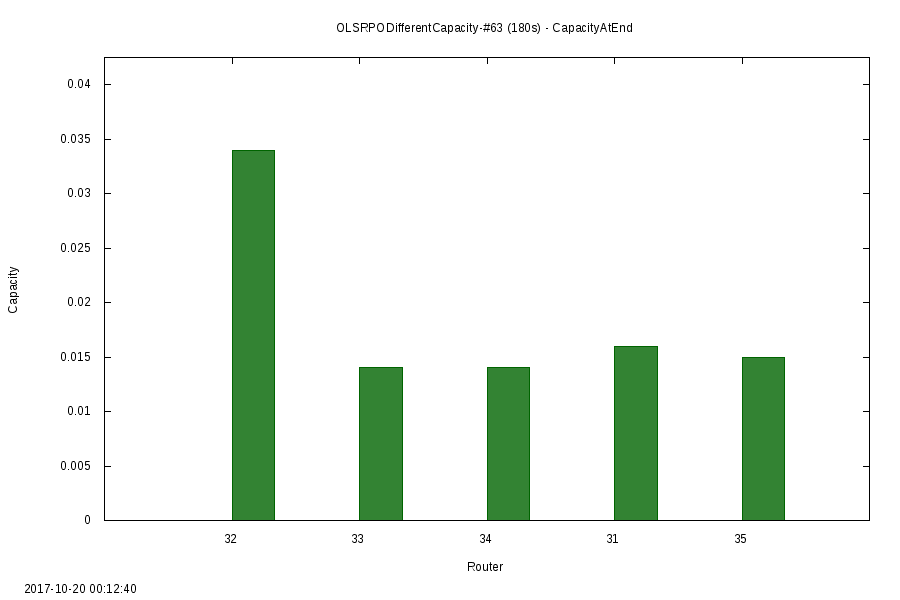 OLSRPODifferentCapacity-#63 (180s) - CapacityAtEnd
0.04
0.035
0.03
0.025
0.02
0.015
0.01
0.005
0
Capacity
32 33 34 31 35
Router
2017-10-20 00:12:40